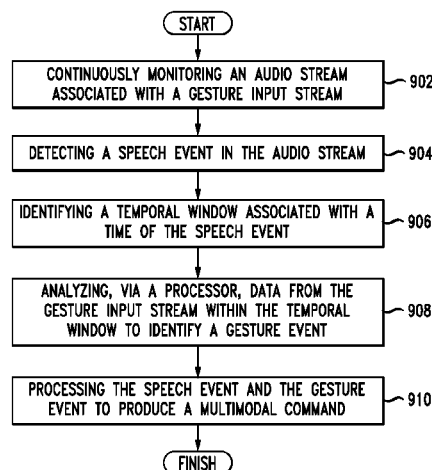 START
CONTINUOUSLY MONITORING AN AUDIO STREAM
ASSOCIATED WITH A GESTURE INPUT STREAM
902
DETECTING A SPEECH EVENT IN THE AUDIO STREAM
904
IDENTIFYING A TEMPORAL WINDOW ASSOCIATED WITH A
TIME OF THE SPEECH EVENT
906
ANALYZING, VIA A PROCESSOR, DATA FROM THE
GESTURE INPUT STREAM WITHIN THE TEMPORAL
WINDOW TO IDENTIFY A GESTURE EVENT
908
PROCESSING THE SPEECH EVENT AND THE GESTURE
EVENT TO PRODUCE A MULTIMODAL COMMAND
910
FINISH